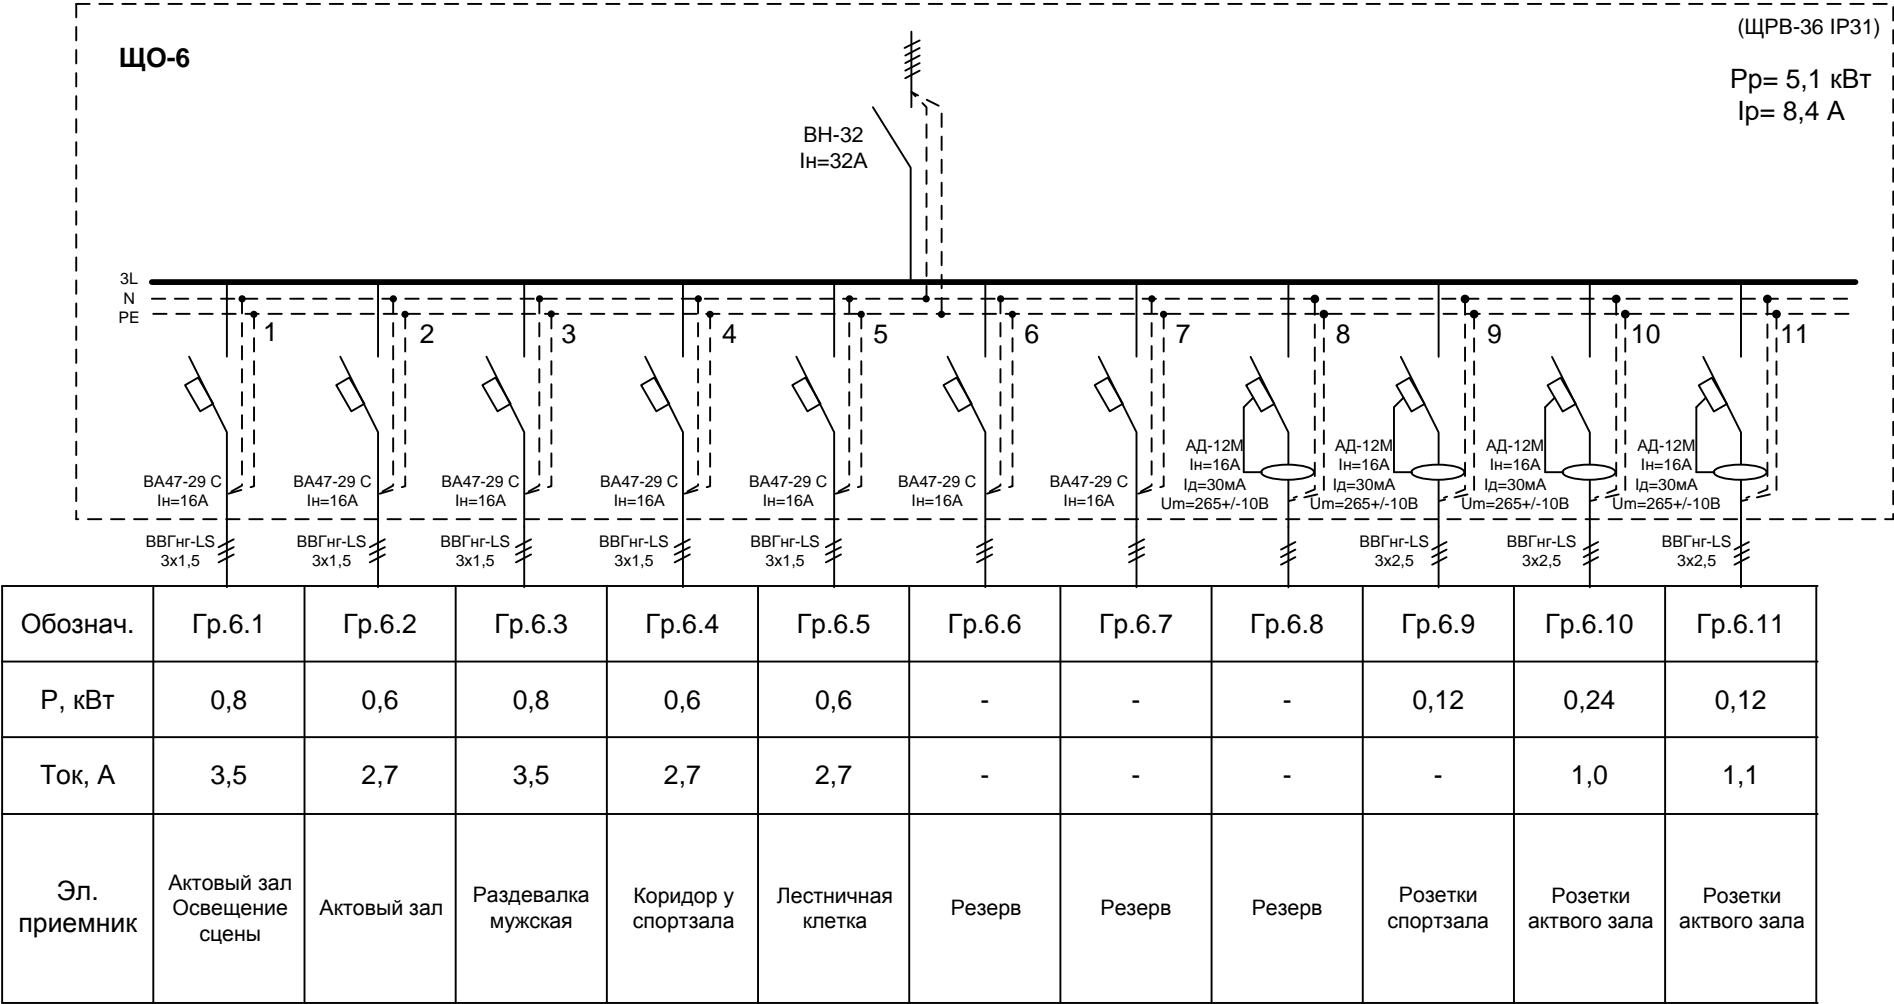 ЩО-6
(ЩРВ-36 IP31)
Рр= 5,1 кВт
Iр= 8,4 А
ВН-32
Iн=32А
3L
N
PE
1
2
3
4
5
6
7
8
9
10
11
ВА47-29 С
Iн=16А
ВА47-29 С
Iн=16А
ВА47-29 С
Iн=16А
ВА47-29 С
Iн=16А
ВА47-29 С
Iн=16А
ВА47-29 С
Iн=16А
ВА47-29 С
Iн=16А
АД-12М
Iн=16А
Iд=30мА
Um=265+/-10В
АД-12М
Iн=16А
Iд=30мА
Um=265+/-10В
АД-12М
Iн=16А
Iд=30мА
Um=265+/-10В
АД-12М
Iн=16А
Iд=30мА
Um=265+/-10В
ВВГнг-LS
3х1,5
ВВГнг-LS
3х1,5
ВВГнг-LS
3х1,5
ВВГнг-LS
3х1,5
ВВГнг-LS
3х1,5
ВВГнг-LS
3х2,5
ВВГнг-LS
3х2,5
ВВГнг-LS
3х2,5
Обознач. Гр.6.1 Гр.6.2 Гр.6.3 Гр.6.4 Гр.6.5 Гр.6.6 Гр.6.7 Гр.6.8 Гр.6.9 Гр.6.10 Гр.6.11
Р, кВт 0,8 0,6 0,8 0,6 0,6 - - - 0,12 0,24 0,12
Ток, А 3,5 2,7 3,5 2,7 2,7 - - - - 1,0 1,1
Эл.
приемник
Актовый зал
Освещение
сцены
Актовый зал
Раздевалка
мужская
Коридор у
спортзала
Лестничная
клетка
Резерв
Резерв
Резерв
Розетки
спортзала
Розетки
актвого зала
Розетки
актвого зала